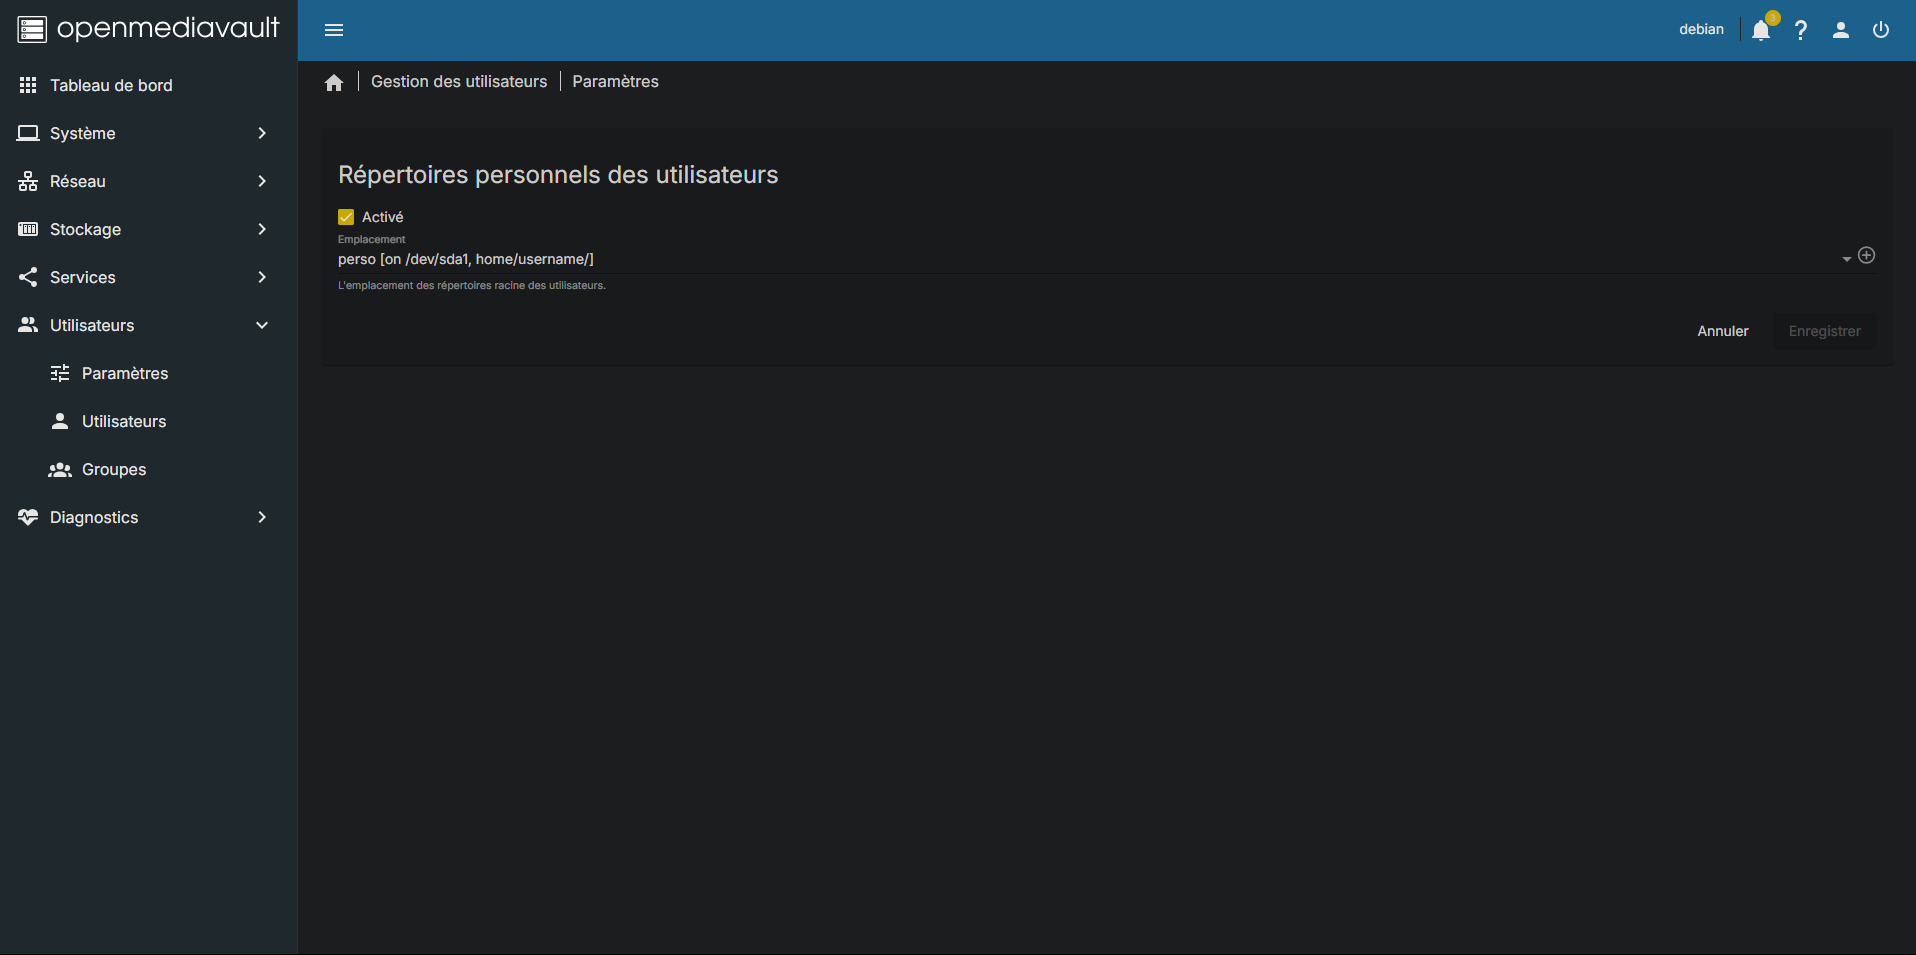 openmediavault
debian
3
Tableau de bord
Système
Réseau
Stockage
Services
Utilisateurs
Paramètres
Utilisateurs
Groupes
Diagnostics
Gestion des utilisateurs
Paramètres
Répertoires personnels des utilisateurs
Activé
Emplacement
perso [on /dev/sda1, home/username/]
L'emplacement des répertoires racine des utilisateurs.
Annuler
Enregistrer